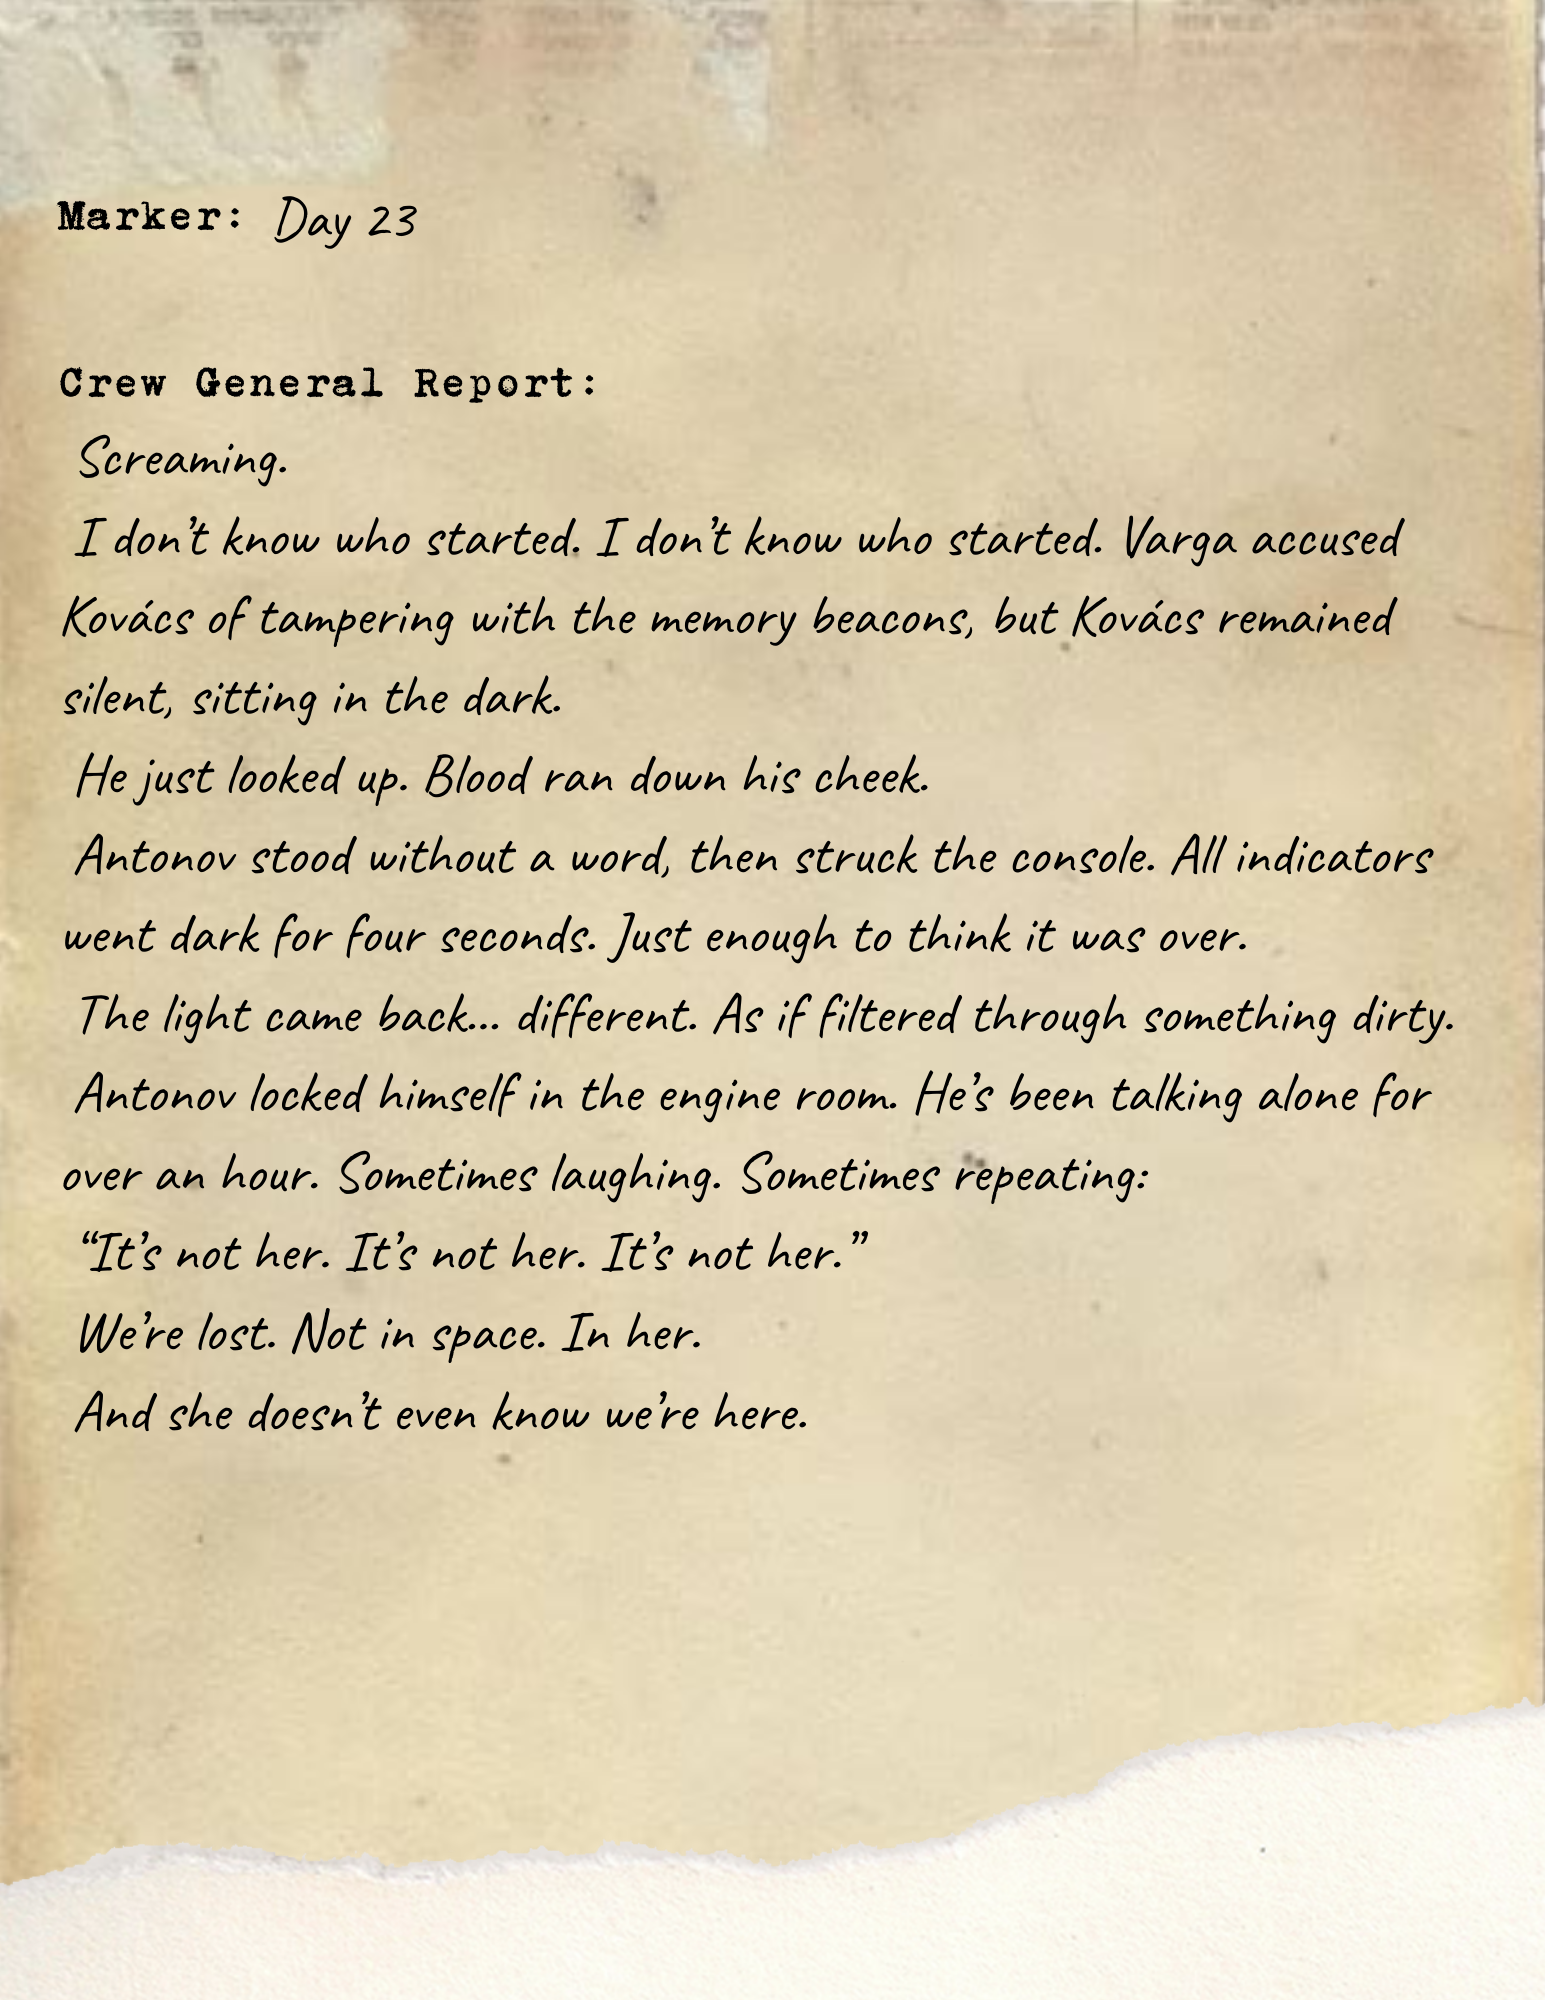 Marker: Day 23
Crew General Report:
Screaming.
I don’t know who started. I don’t know who started. Varga accused
Kovács of tampering with the memory beacons, but Kovács remained
silent, sitting in the dark.
He just looked up. Blood ran down his cheek.
Antonov stood without a word, then struck the console. All indicators
went dark for four seconds. Just enough to think it was over.
The light came back... different. As if filtered through something dirty.
Antonov locked himself in the engine room. He’s been talking alone for
over an hour. Sometimes laughing. Sometimes repeating:
“It’s not her. It’s not her. It’s not her.”
We’re lost. Not in space. In her.
And she doesn’t even know we’re here.